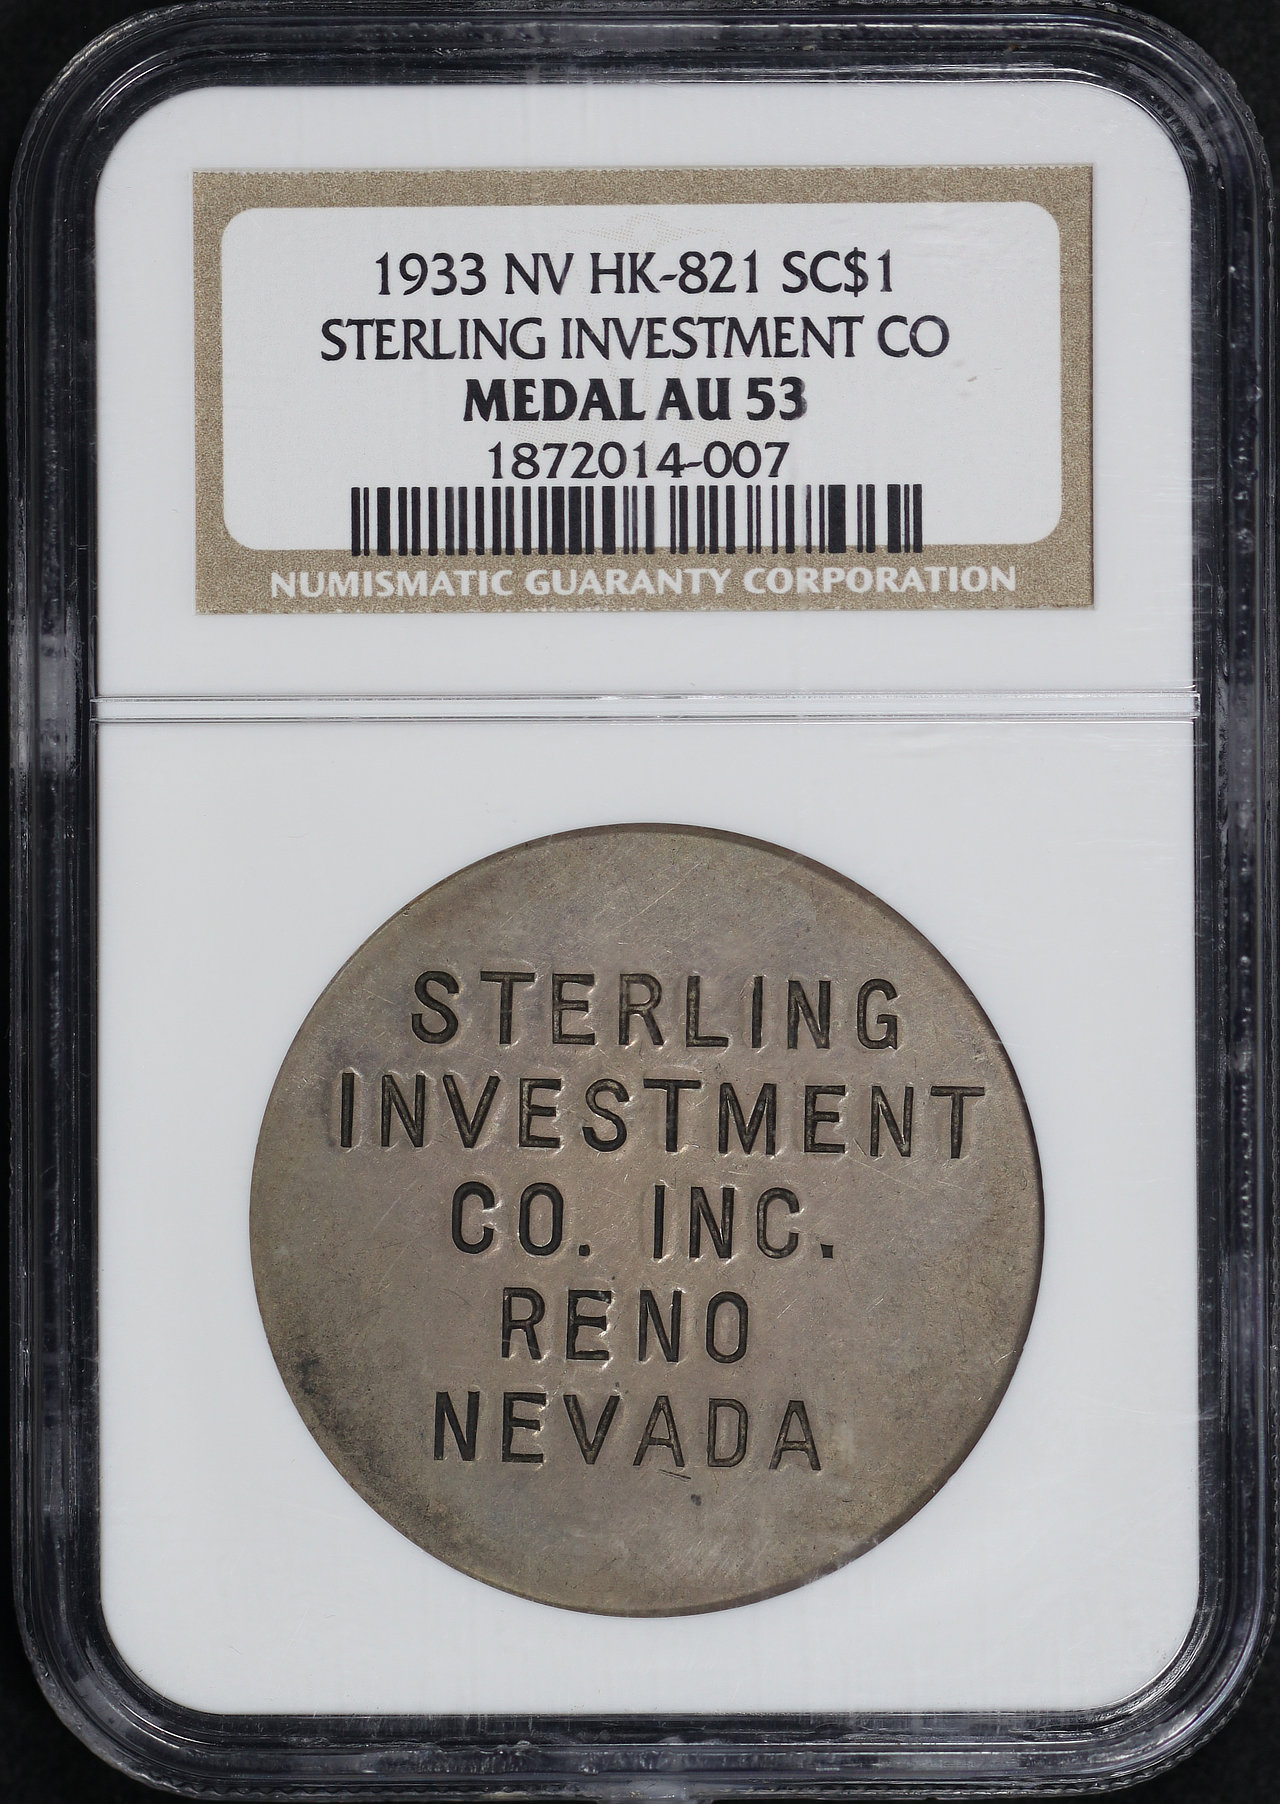 1933 NV HK-821 SC$1
STERLING INVESTMENT CO
MEDAL AU 53
1872014-007
NUMISMATIC GUARANTY CORPORATION
STERLING
INVESTMENT
CO. INC.
RENO
NEVADA